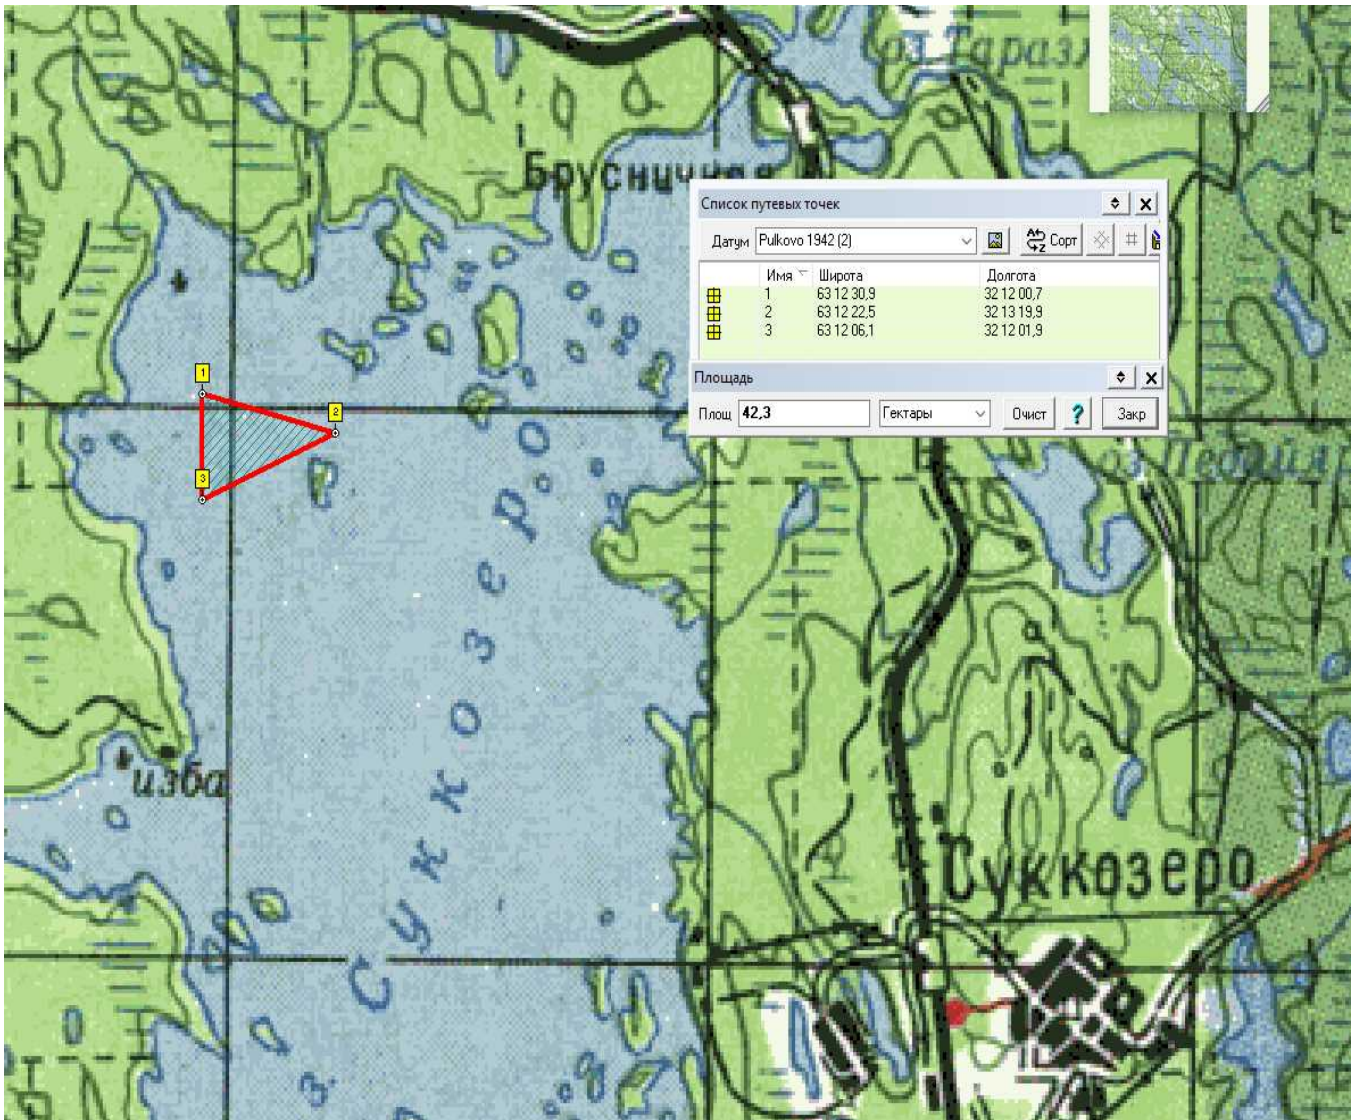 оз Тараз
Брусничная
Список путевых точек
Датум Pulkovo 1942 (2) Сорт
Имя Широта Долгота
1 63 12 30,9 32 12 00,7
2 63 12 22,5 32 13 19,9
3 63 12 06,1 32 12 01,9
Площадь
Площ 42,3 Гектары Очист ? Закр
1
2
3
изба
Суккозеро
оз. Суккозеро